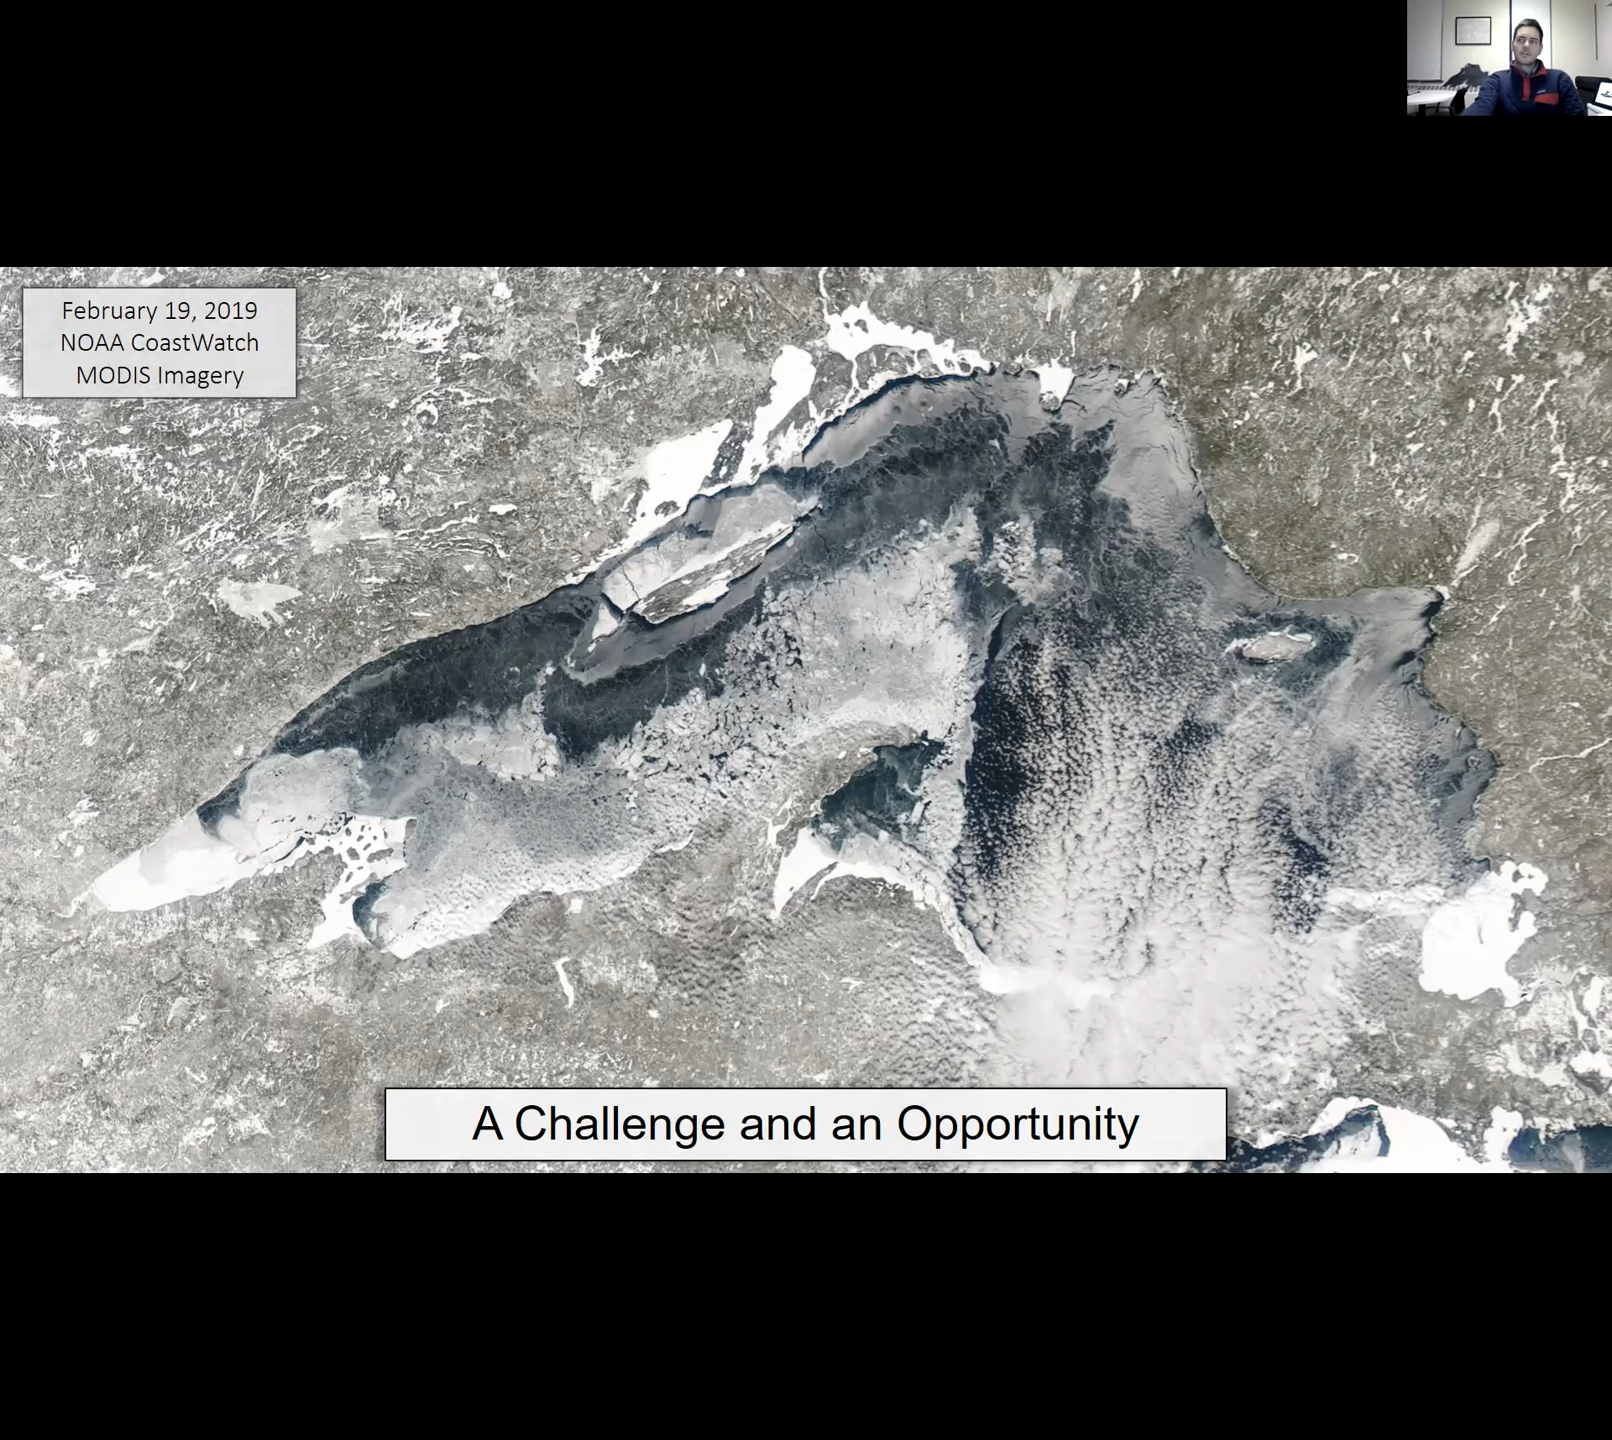 February 19, 2019
NOAA CoastWatch
MODIS Imagery
A Challenge and an Opportunity